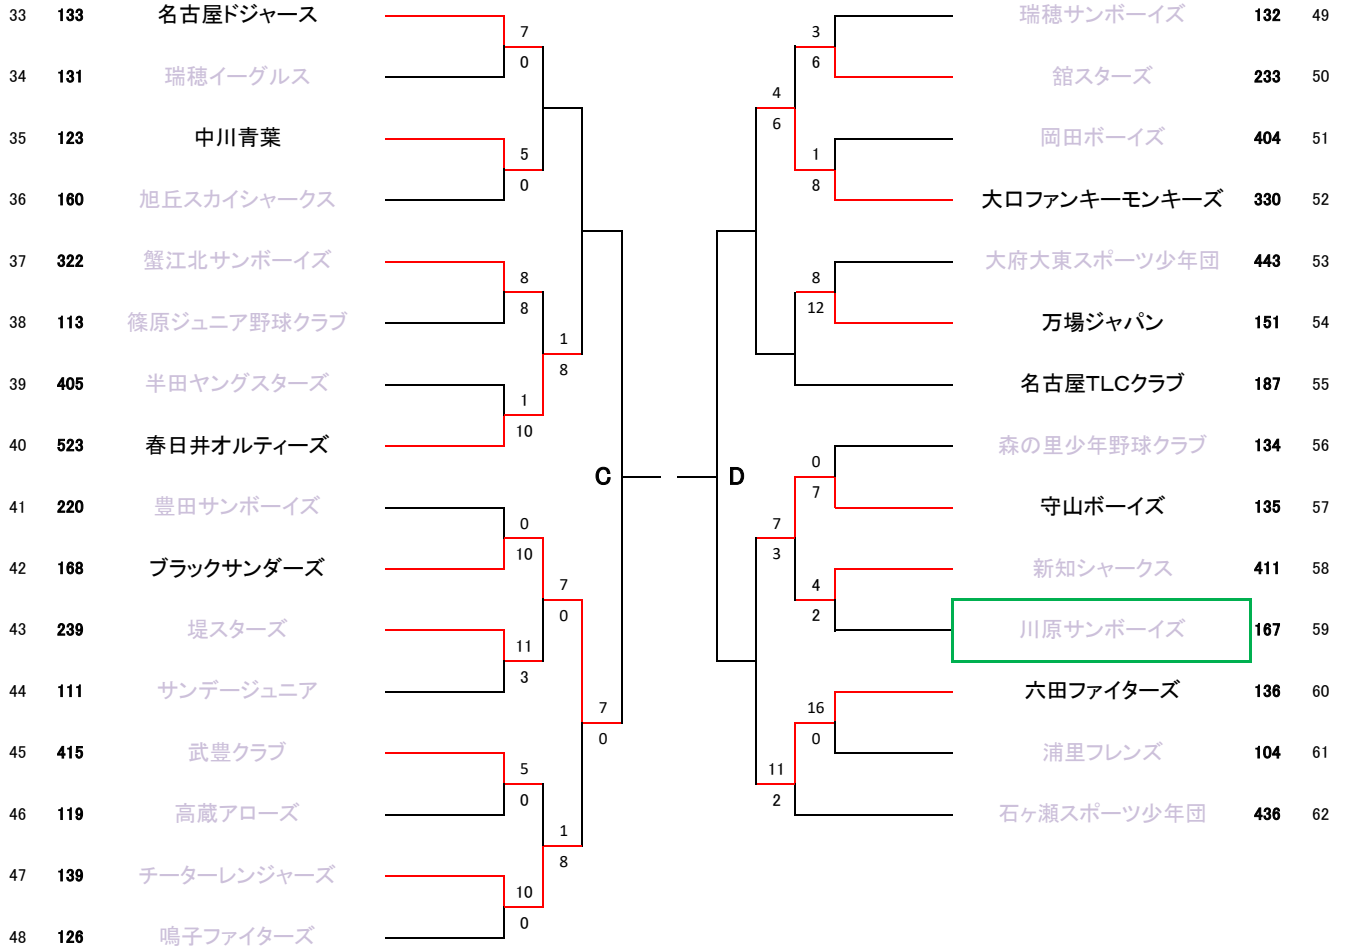 33 133 名古屋ドジャース
7
0
34 131 瑞穂イーグルス
35 123 中川青葉
5
0
36 160 旭丘スカイシャークス
37 322 蟹江北サンボーイズ
8
8
38 113 篠原ジュニア野球クラブ
1
8
39 405 半田ヤングスターズ
1
10
40 523 春日井オルティーズ
C
41 220 豊田サンボーイズ
0
10
42 168 ブラックサンダーズ
7
0
43 239 堤スターズ
11
3
44 111 サンデージュニア
7
0
45 415 武豊クラブ
5
0
46 119 高蔵アローズ
1
8
47 139 チーターレンジャーズ
10
0
48 126 鳴子ファイターズ
瑞穂サンボーイズ 132 49
3
6
舘スターズ 233 50
4
6
岡田ボーイズ 404 51
1
8
大口ファンキーモンキーズ 330 52
大府大東スポーツ少年団 443 53
8
12
万場ジャパン 151 54
名古屋TLCクラブ 187 55
森の里少年野球クラブ 134 56
0
7
D
守山ボーイズ 135 57
7
3
新知シャークス 411 58
4
2
川原サンボーイズ 167 59
六田ファイターズ 136 60
16
0
浦里フレンズ 104 61
11
2
石ヶ瀬スポーツ少年団 436 62